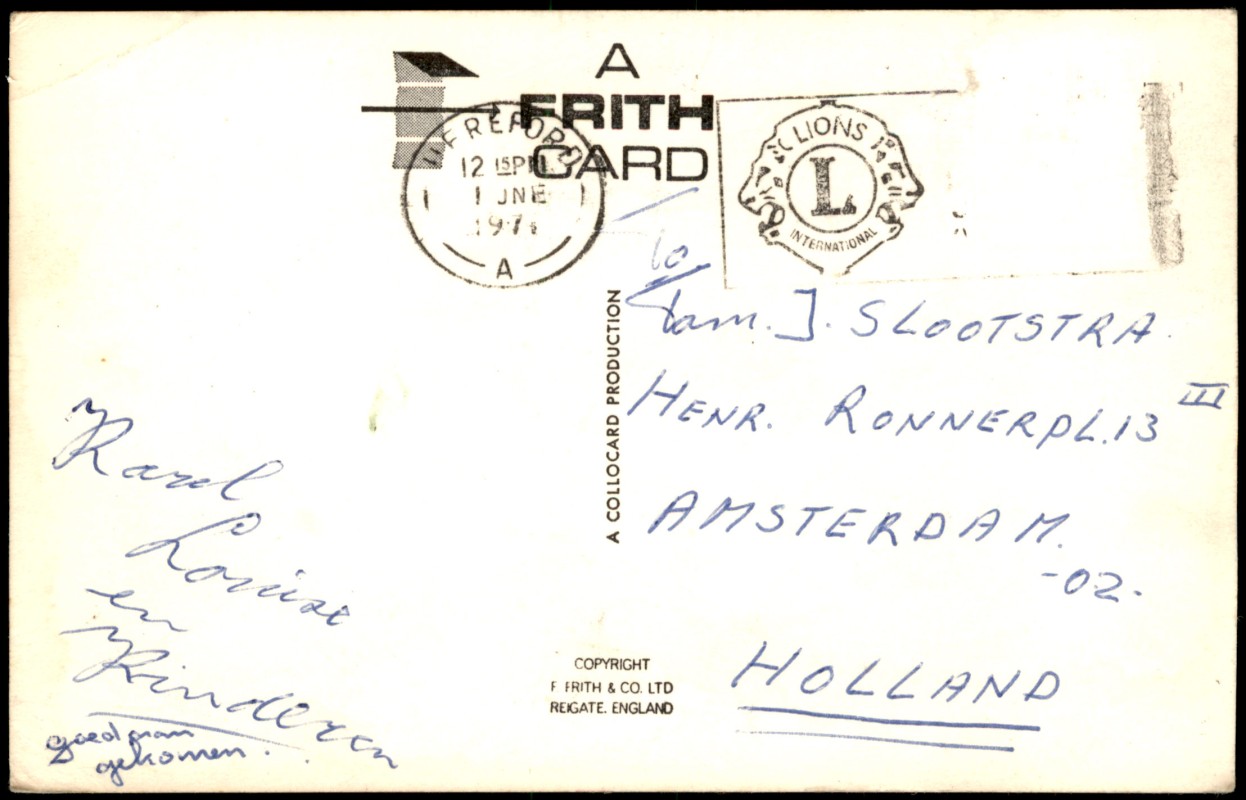 A
FRITH
CARD
HEREFORD
12 15PM
1 JNE
197
A
LIONS
L
INTERNATIONAL
to
Fam. J. SLOOTSTRA
HENR. RONNERPL. 13 III
AMSTERDAM.
-02-
HOLLAND
A COLLOCARD PRODUCTION
Karel
Louise
en
Kinderen
goed aan
gekomen.
COPYRIGHT
F FRITH & CO. LTD
REIGATE. ENGLAND